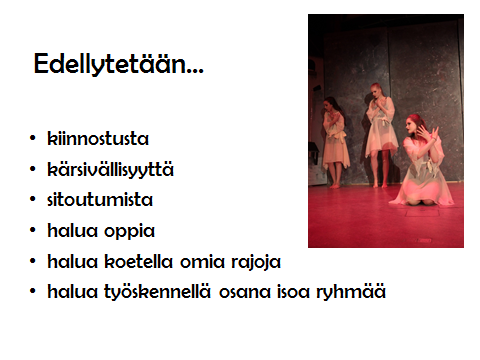 Edellytetään...
• kiinnostusta
• kärsivällisyyttä
• sitoutumista
• halua oppia
• halua koetella omia rajoja
• halua työskennellä osana isoa ryhmää